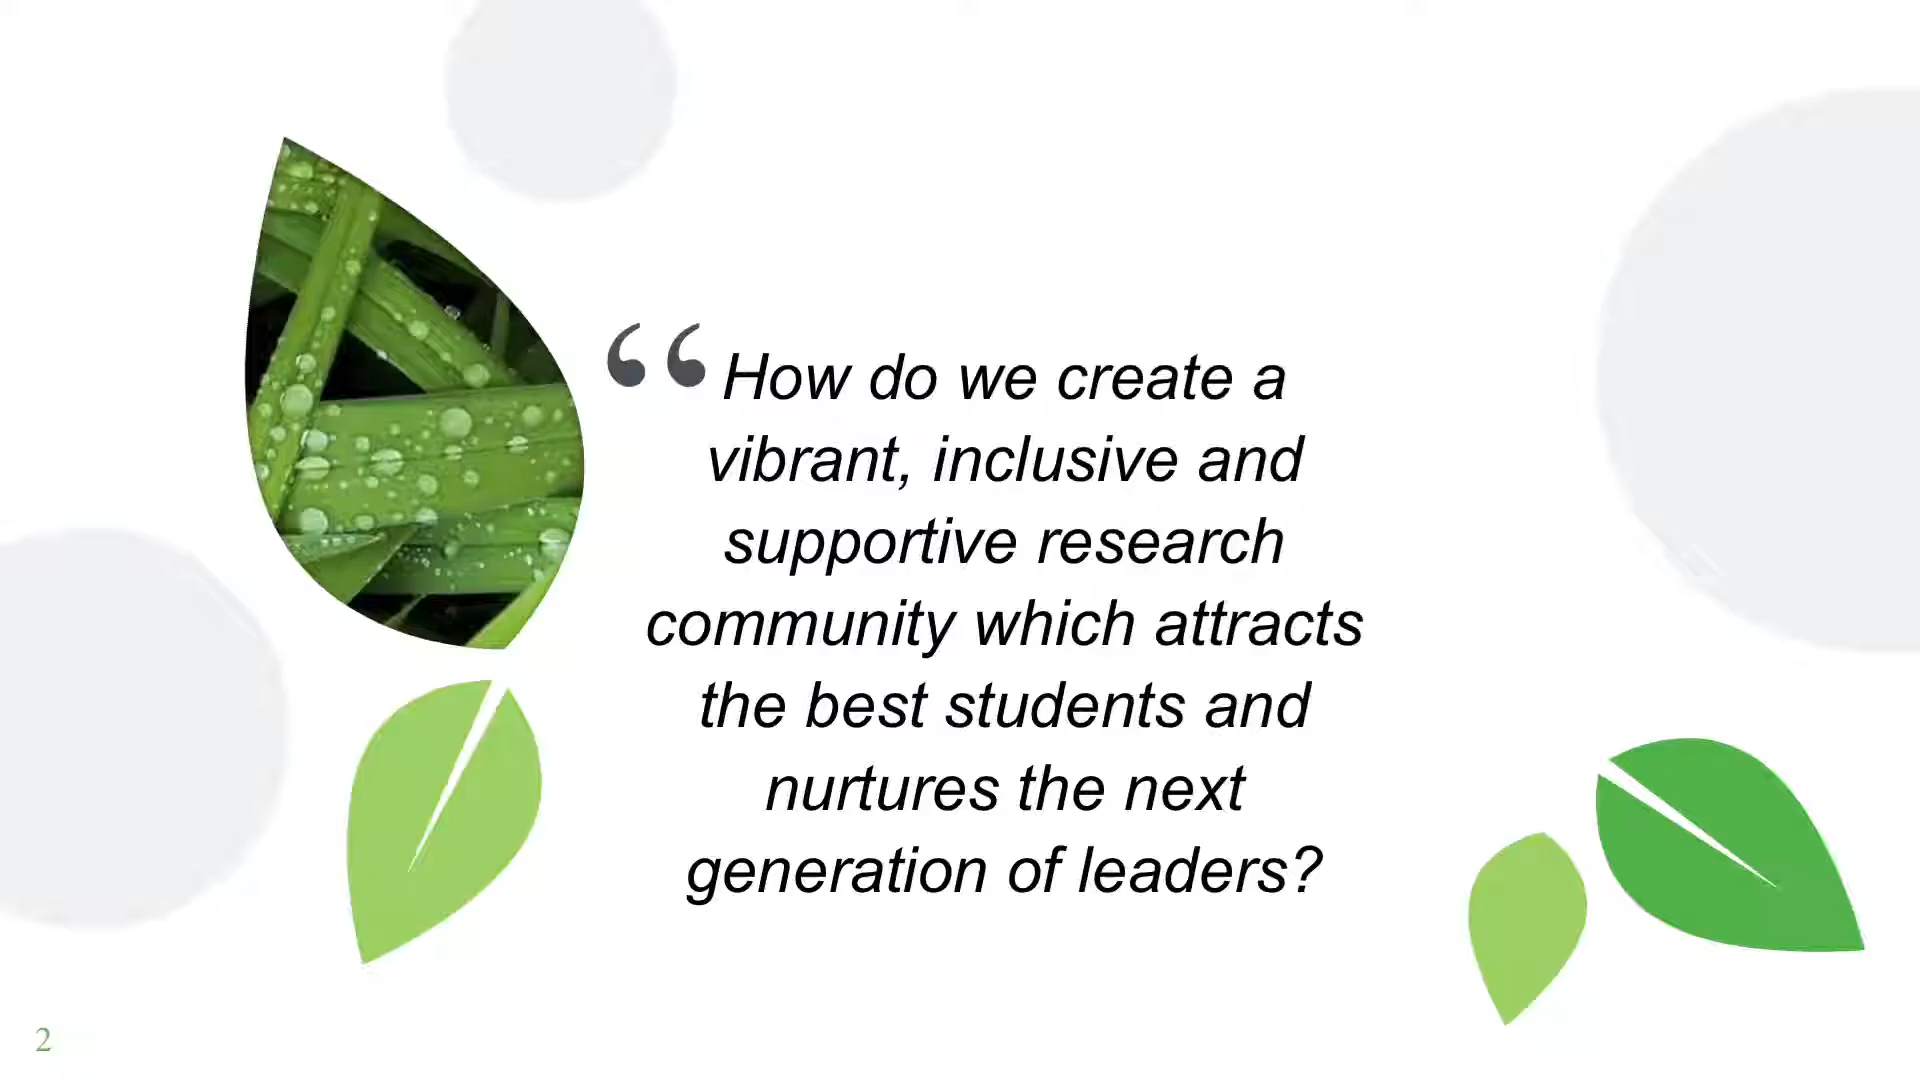 “How do we create a
vibrant, inclusive and
supportive research
community which attracts
the best students and
nurtures the next
generation of leaders?
2